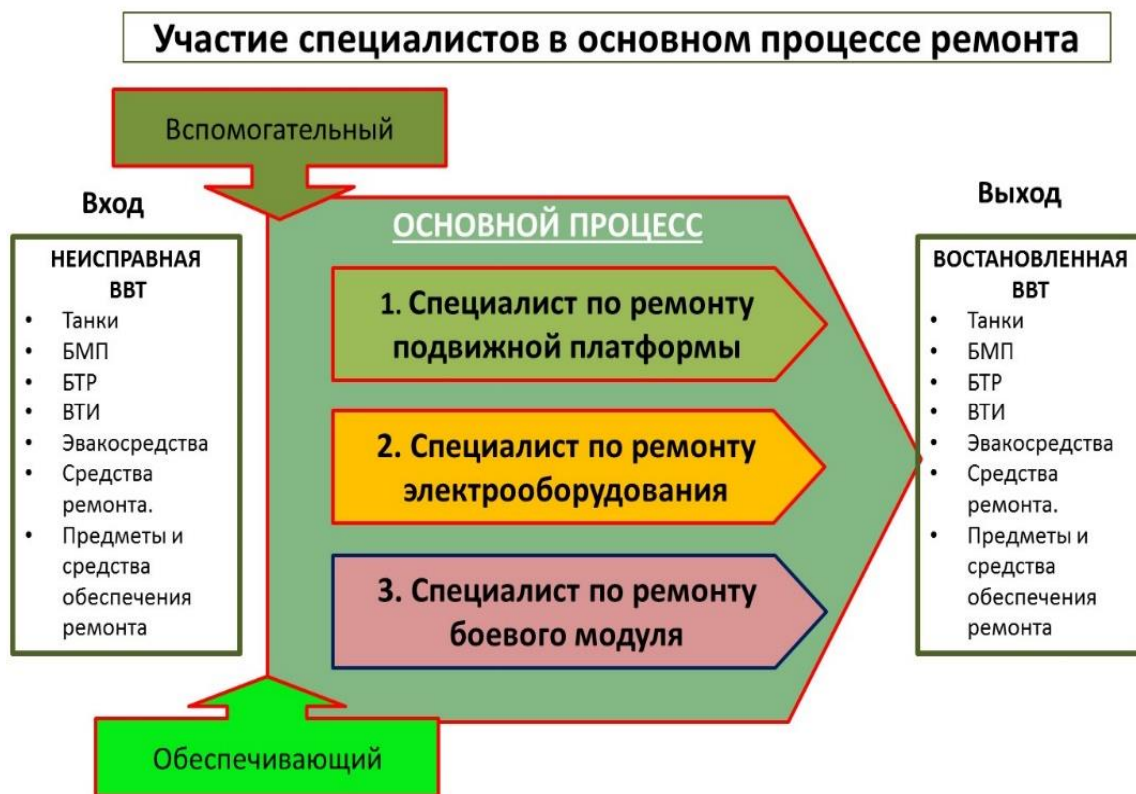 Участие специалистов в основном процессе ремонта
Вспомогательный
Вход
НЕИСПРАВНАЯ
ВВТ
• Танки
• БМП
• БТР
• ВТИ
• Эвакосредства
• Средства
ремонта.
• Предметы и
средства
обеспечения
ремонта
ОСНОВНОЙ ПРОЦЕСС
1. Специалист по ремонту
подвижной платформы
2. Специалист по ремонту
электрооборудования
3. Специалист по ремонту
боевого модуля
Обеспечивающий
Выход
ВОСТАНОВЛЕННАЯ
ВВТ
• Танки
• БМП
• БТР
• ВТИ
• Эвакосредства
• Средства
ремонта.
• Предметы и
средства
обеспечения
ремонта